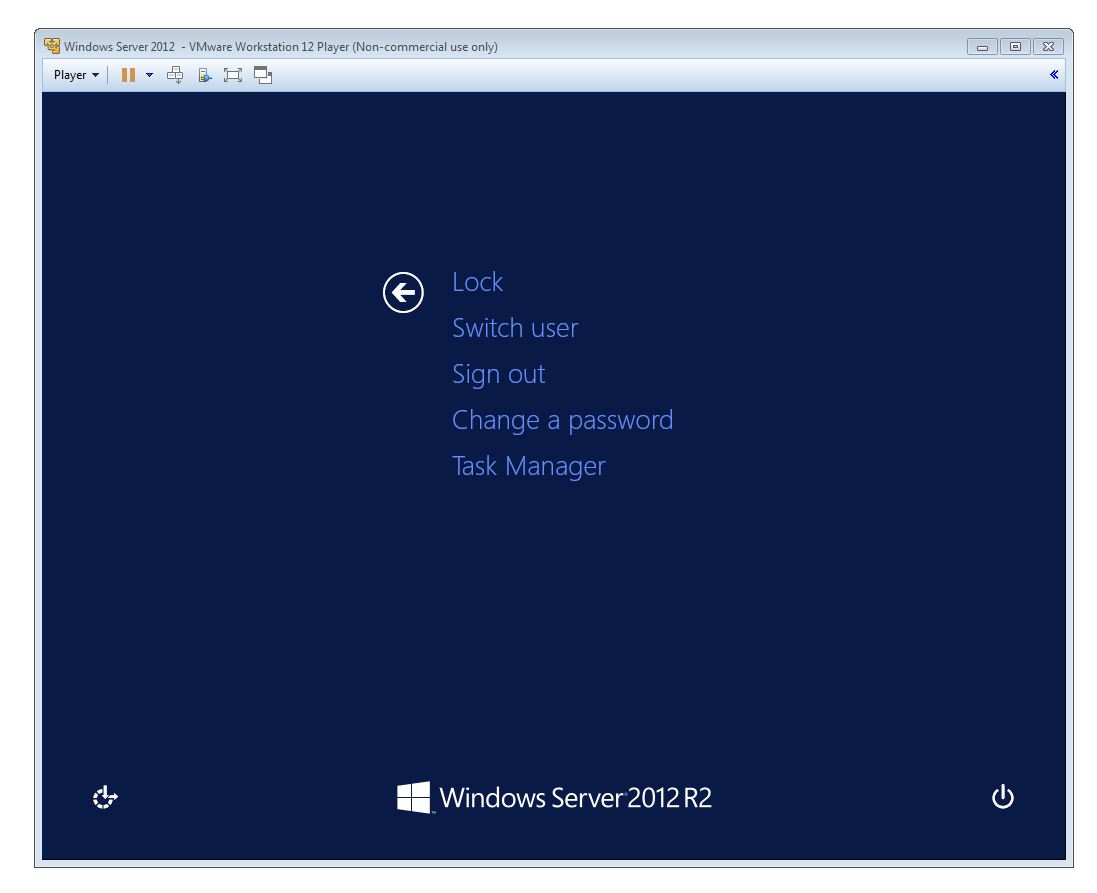 Windows Server 2012 - VMware Workstation 12 Player (Non-commercial use only)
Player
Lock
Switch user
Sign out
Change a password
Task Manager
Windows Server 2012 R2